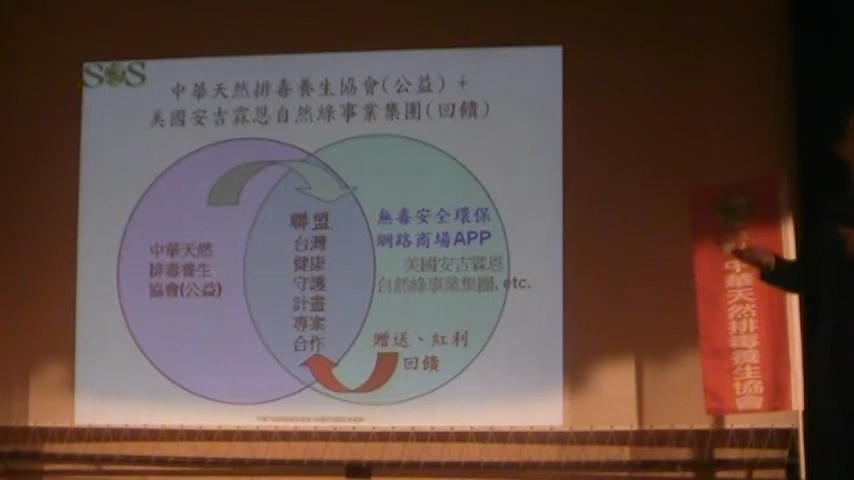 SOS
中華天然排毒養生協會(公益) +
美國安吉霖恩自然綠事業集團(回饋)
中華天然
排毒養生
協會(公益)
聯盟
台灣
健康
守護
計畫
專案
合作
無毒安全環保
網路商場APP
美國安吉霖恩
自然綠事業集團, etc.
贈送、紅利
回饋
中華天然排毒養生協會